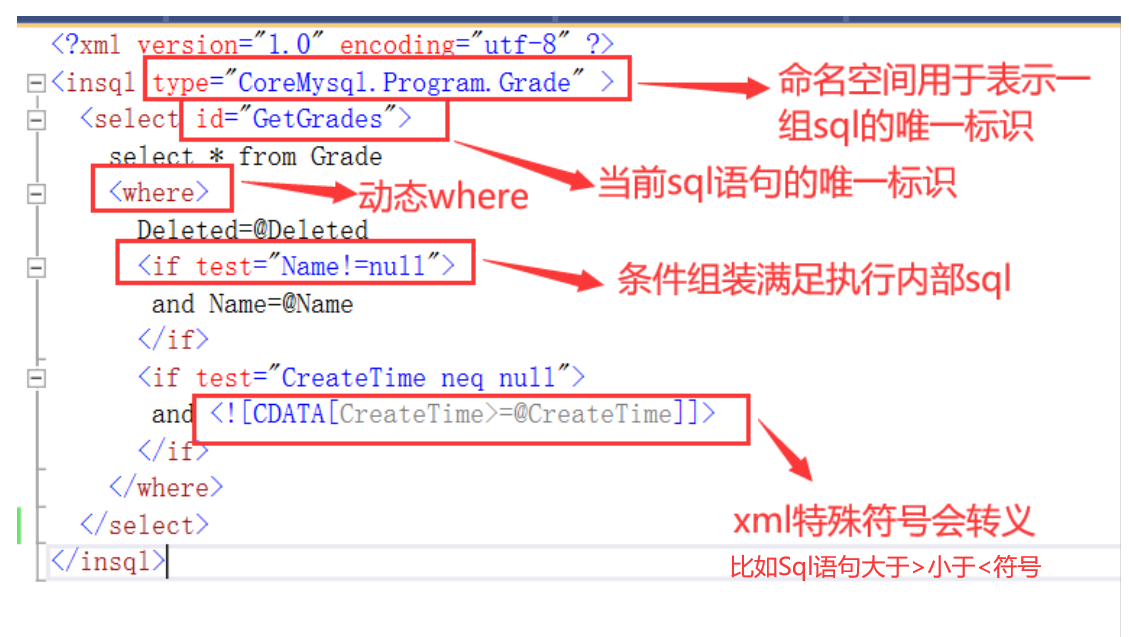 <?xml version="1.0" encoding="utf-8" ?>
<insql type="CoreMysql.Program.Grade" >
命名空间用于表示一
组sql的唯一标识
<select id="GetGrades">
select * from Grade
当前sql语句的唯一标识
<where>
动态where
Deleted=@Deleted
<if test="Name!=null">
条件组装满足执行内部sql
and Name=@Name
</if>
<if test="CreateTime neq null">
and <![CDATA[CreateTime>=@CreateTime]]>
</if>
</where>
xml特殊符号会转义
</select>
</insql>
比如Sql语句大于>小于<符号